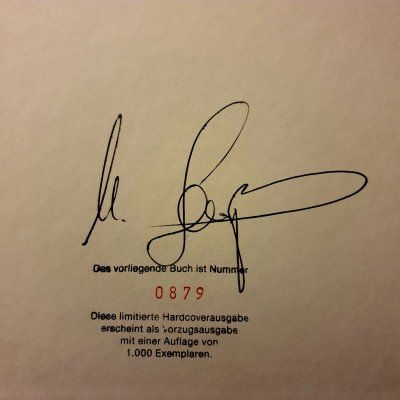 Das vorliegende Buch ist Nummer
0879
Diese limitierte Hardcoverausgabe
erscheint als Vorzugsausgabe
mit einer Auflage von
1.000 Exemplaren.